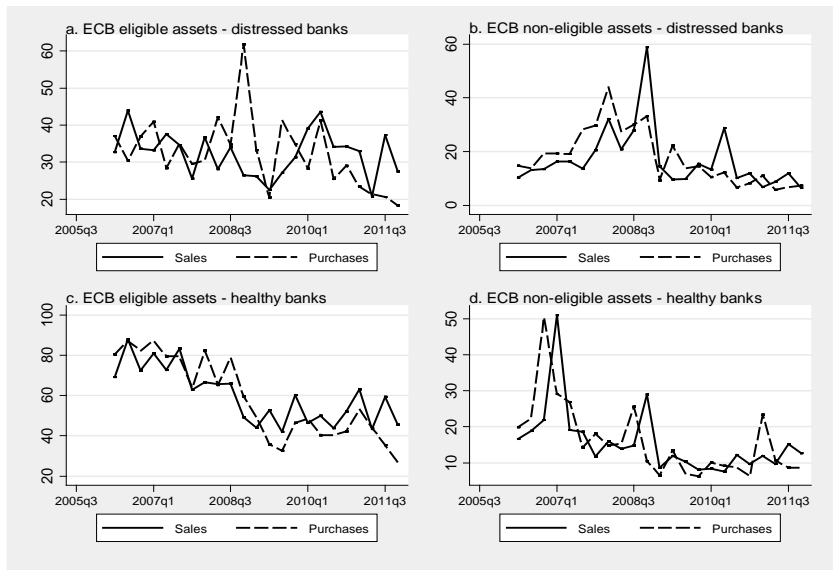 a. ECB eligible assets - distressed banks
60
50
40
30
20
2005q3 2007q1 2008q3 2010q1 2011q3
Sales Purchases
b. ECB non-eligible assets - distressed banks
60
40
20
0
2005q3 2007q1 2008q3 2010q1 2011q3
Sales Purchases
c. ECB eligible assets - healthy banks
100
80
60
40
20
2005q3 2007q1 2008q3 2010q1 2011q3
Sales Purchases
d. ECB non-eligible assets - healthy banks
50
40
30
20
10
2005q3 2007q1 2008q3 2010q1 2011q3
Sales Purchases